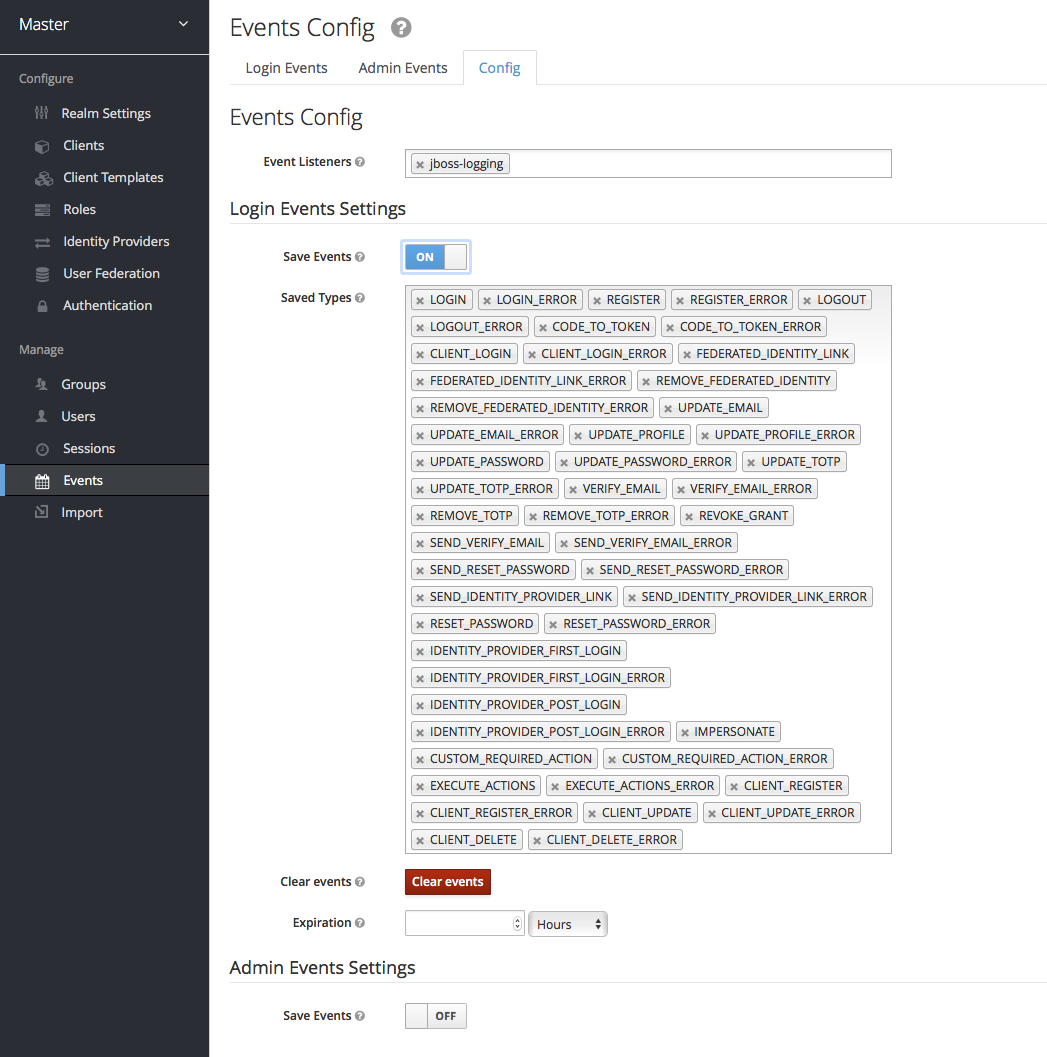 Master
Configure
Realm Settings
Clients
Client Templates
Roles
Identity Providers
User Federation
Authentication
Manage
Groups
Users
Sessions
Events
Import
Events Config ?
Login Events Admin Events Config
Events Config
Event Listeners ? × jboss-logging
Login Events Settings
Save Events ? ON
Saved Types ? × LOGIN × LOGIN_ERROR × REGISTER × REGISTER_ERROR × LOGOUT
× LOGOUT_ERROR × CODE_TO_TOKEN × CODE_TO_TOKEN_ERROR
× CLIENT_LOGIN × CLIENT_LOGIN_ERROR × FEDERATED_IDENTITY_LINK
× FEDERATED_IDENTITY_LINK_ERROR × REMOVE_FEDERATED_IDENTITY
× REMOVE_FEDERATED_IDENTITY_ERROR × UPDATE_EMAIL
× UPDATE_EMAIL_ERROR × UPDATE_PROFILE × UPDATE_PROFILE_ERROR
× UPDATE_PASSWORD × UPDATE_PASSWORD_ERROR × UPDATE_TOTP
× UPDATE_TOTP_ERROR × VERIFY_EMAIL × VERIFY_EMAIL_ERROR
× REMOVE_TOTP × REMOVE_TOTP_ERROR × REVOKE_GRANT
× SEND_VERIFY_EMAIL × SEND_VERIFY_EMAIL_ERROR
× SEND_RESET_PASSWORD × SEND_RESET_PASSWORD_ERROR
× SEND_IDENTITY_PROVIDER_LINK × SEND_IDENTITY_PROVIDER_LINK_ERROR
× RESET_PASSWORD × RESET_PASSWORD_ERROR
× IDENTITY_PROVIDER_FIRST_LOGIN
× IDENTITY_PROVIDER_FIRST_LOGIN_ERROR
× IDENTITY_PROVIDER_POST_LOGIN
× IDENTITY_PROVIDER_POST_LOGIN_ERROR × IMPERSONATE
× CUSTOM_REQUIRED_ACTION × CUSTOM_REQUIRED_ACTION_ERROR
× EXECUTE_ACTIONS × EXECUTE_ACTIONS_ERROR × CLIENT_REGISTER
× CLIENT_REGISTER_ERROR × CLIENT_UPDATE × CLIENT_UPDATE_ERROR
× CLIENT_DELETE × CLIENT_DELETE_ERROR
Clear events ? Clear events
Expiration ? Hours
Admin Events Settings
Save Events ? OFF